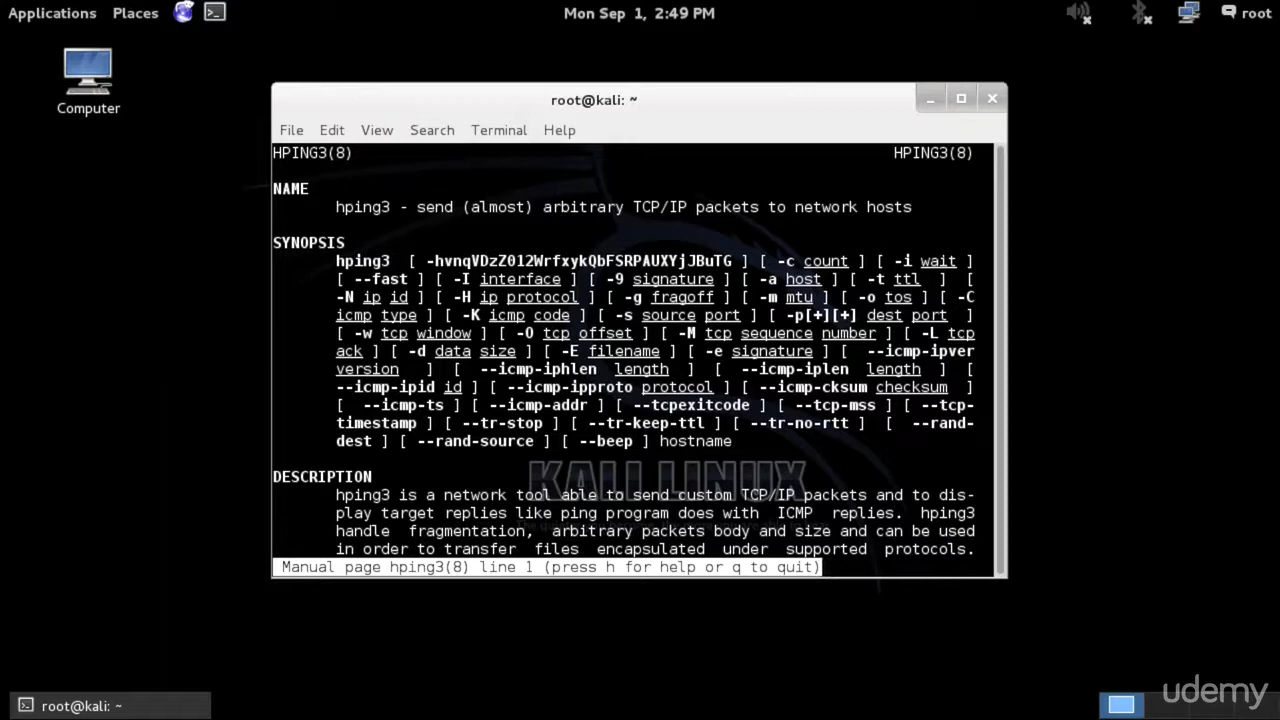 Applications Places Mon Sep 1, 2:49 PM root
Computer
root@kali: ~
File Edit View Search Terminal Help
HPING3(8) HPING3(8)
NAME
hping3 - send (almost) arbitrary TCP/IP packets to network hosts
SYNOPSIS
hping3 [ -hvnqVDzZ012WrfxykQbFSRPAUXYjJBuTG ] [ -c count ] [ -i wait ]
[ --fast ] [ -I interface ] [ -9 signature ] [ -a host ] [ -t ttl ] [
-N ip id ] [ -H ip protocol ] [ -g fragoff ] [ -m mtu ] [ -o tos ] [ -C
icmp type ] [ -K icmp code ] [ -s source port ] [ -p[+][+] dest port ]
[ -w tcp window ] [ -O tcp offset ] [ -M tcp sequence number ] [ -L tcp
ack ] [ -d data size ] [ -E filename ] [ -e signature ] [ --icmp-ipver
version ] [ --icmp-iphlen length ] [ --icmp-iplen length ] [
--icmp-ipid id ] [ --icmp-ipproto protocol ] [ --icmp-cksum checksum ]
[ --icmp-ts ] [ --icmp-addr ] [ --tcpexitcode ] [ --tcp-mss ] [ --tcp-
timestamp ] [ --tr-stop ] [ --tr-keep-ttl ] [ --tr-no-rtt ] [ --rand-
dest ] [ --rand-source ] [ --beep ] hostname
DESCRIPTION
KALI LINUX
hping3 is a network tool able to send custom TCP/IP packets and to dis-
play target replies like ping program does with ICMP replies. hping3
handle fragmentation, arbitrary packets body and size and can be used
in order to transfer files encapsulated under supported protocols.
Manual page hping3(8) line 1 (press h for help or q to quit)
root@kali: ~
udemy